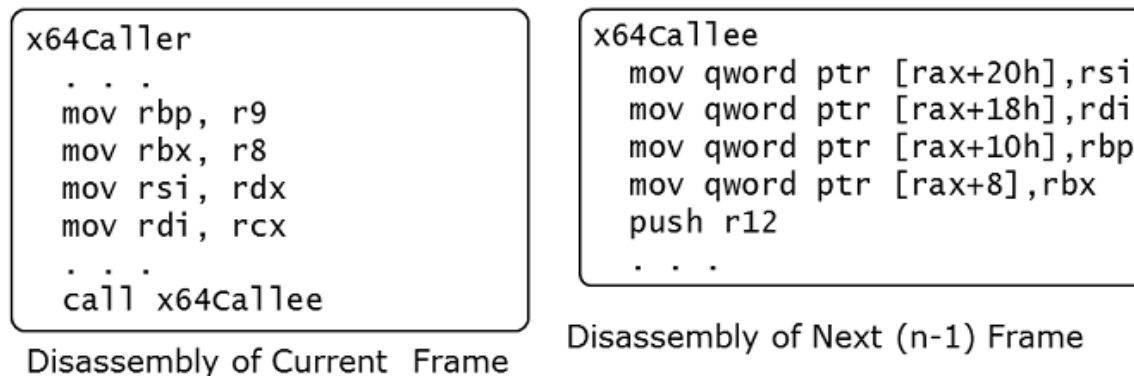 x64Caller
. . .
mov rbp, r9
mov rbx, r8
mov rsi, rdx
mov rdi, rcx
. . .
call x64Callee
Disassembly of Current Frame
x64Callee
mov qword ptr [rax+20h],rsi
mov qword ptr [rax+18h],rdi
mov qword ptr [rax+10h],rbp
mov qword ptr [rax+8],rbx
push r12
. . .
Disassembly of Next (n-1) Frame